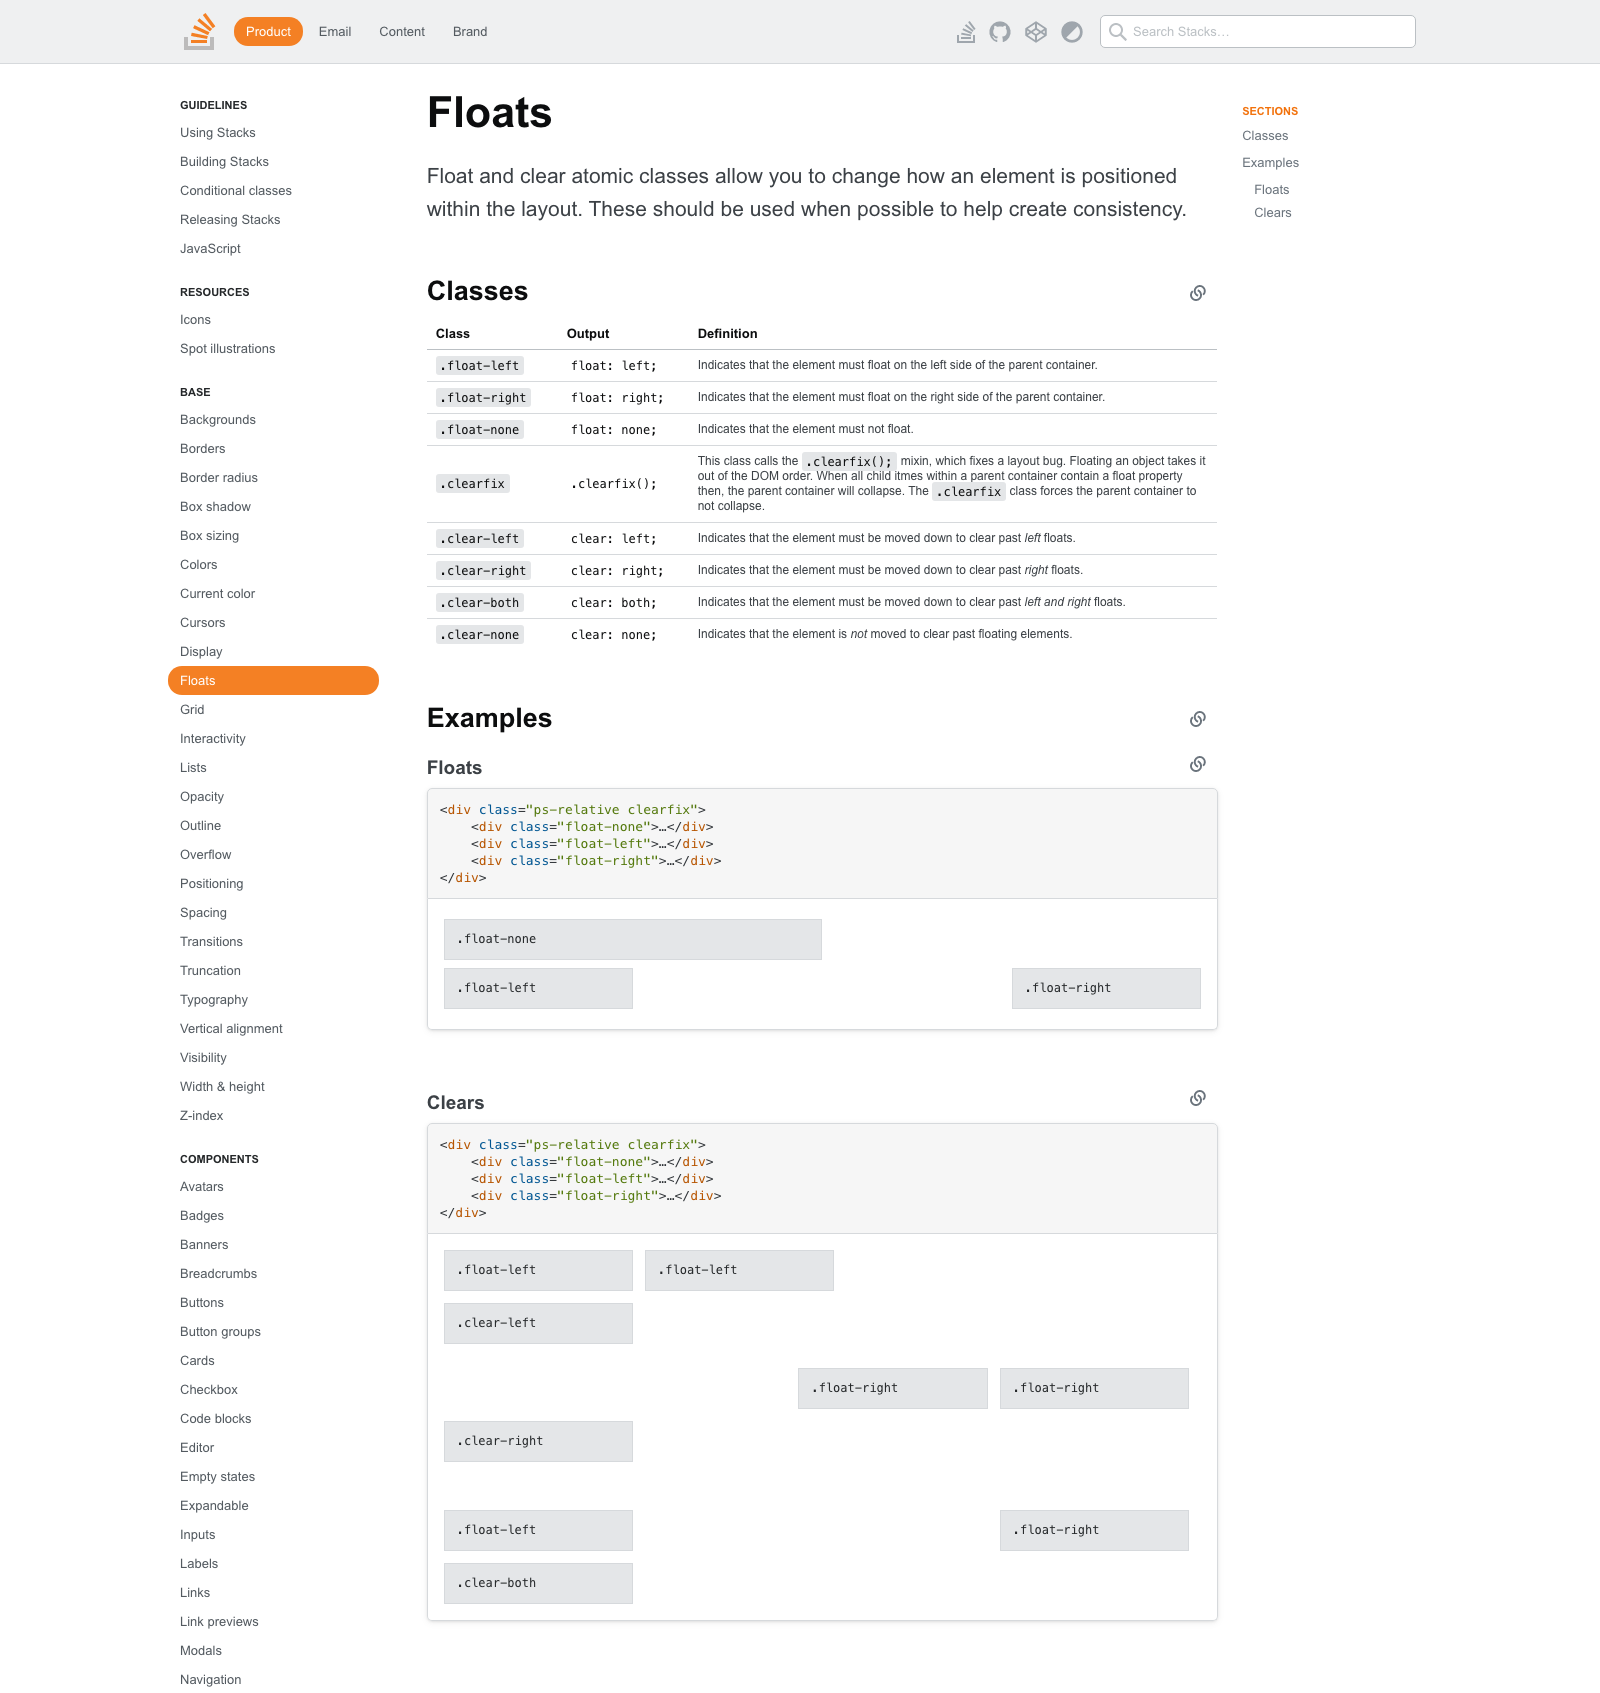 Product
Email
Content
Brand
Search Stacks…
GUIDELINES
Using Stacks
Building Stacks
Conditional classes
Releasing Stacks
JavaScript
RESOURCES
Icons
Spot illustrations
BASE
Backgrounds
Borders
Border radius
Box shadow
Box sizing
Colors
Current color
Cursors
Display
Floats
Grid
Interactivity
Lists
Opacity
Outline
Overflow
Positioning
Spacing
Transitions
Truncation
Typography
Vertical alignment
Visibility
Width & height
Z-index
COMPONENTS
Avatars
Badges
Banners
Breadcrumbs
Buttons
Button groups
Cards
Checkbox
Code blocks
Editor
Empty states
Expandable
Inputs
Labels
Links
Link previews
Modals
Navigation
Floats
Float and clear atomic classes allow you to change how an element is positioned
within the layout. These should be used when possible to help create consistency.
Classes
Class Output Definition
.float-left float: left; Indicates that the element must float on the left side of the parent container.
.float-right float: right; Indicates that the element must float on the right side of the parent container.
.float-none float: none; Indicates that the element must not float.
.clearfix .clearfix(); This class calls the .clearfix(); mixin, which fixes a layout bug. Floating an object takes it
out of the DOM order. When all child itmes within a parent container contain a float property
then, the parent container will collapse. The .clearfix class forces the parent container to
not collapse.
.clear-left clear: left; Indicates that the element must be moved down to clear past left floats.
.clear-right clear: right; Indicates that the element must be moved down to clear past right floats.
.clear-both clear: both; Indicates that the element must be moved down to clear past left and right floats.
.clear-none clear: none; Indicates that the element is not moved to clear past floating elements.
Examples
Floats
<div class="ps-relative clearfix">
    <div class="float-none">…</div>
    <div class="float-left">…</div>
    <div class="float-right">…</div>
</div>
.float-none
.float-left .float-right
Clears
<div class="ps-relative clearfix">
    <div class="float-none">…</div>
    <div class="float-left">…</div>
    <div class="float-right">…</div>
</div>
.float-left .float-left
.clear-left
.float-right .float-right
.clear-right
.float-left .float-right
.clear-both
SECTIONS
Classes
Examples
Floats
Clears